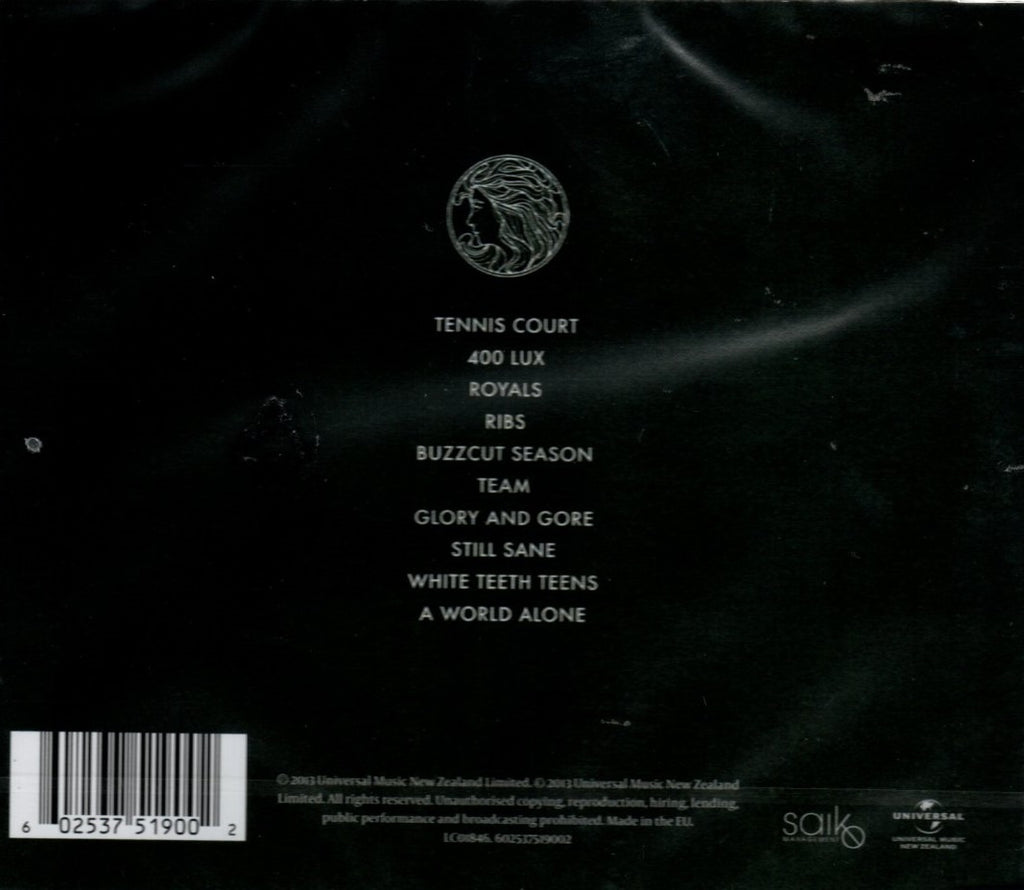 TENNIS COURT
400 LUX
ROYALS
RIBS
BUZZCUT SEASON
TEAM
GLORY AND GORE
STILL SANE
WHITE TEETH TEENS
A WORLD ALONE
6 02537 51900 2
℗ 2013 Universal Music New Zealand Limited. © 2013 Universal Music New Zealand
Limited. All rights reserved. Unauthorised copying, reproduction, hiring, lending,
public performance and broadcasting prohibited. Made in the EU.
LC01846. 602537519002
saiko
MANAGEMENT
UNIVERSAL
UNIVERSAL MUSIC
NEW ZEALAND